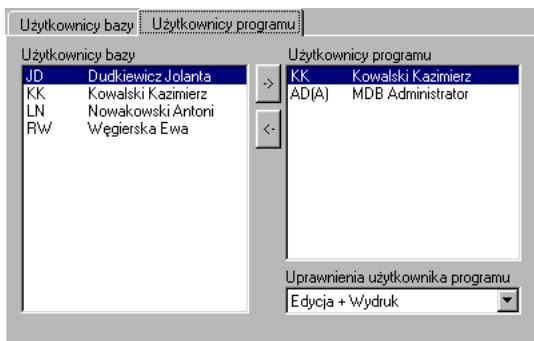 Użytkownicy bazy Użytkownicy programu
Użytkownicy bazy
JD Dudkiewicz Jolanta
KK Kowalski Kazimierz
LN Nowakowski Antoni
RW Węgierska Ewa
->
<-
Użytkownicy programu
KK Kowalski Kazimierz
AD(A) MDB Administrator
Uprawnienia użytkownika programu
Edycja + Wydruk